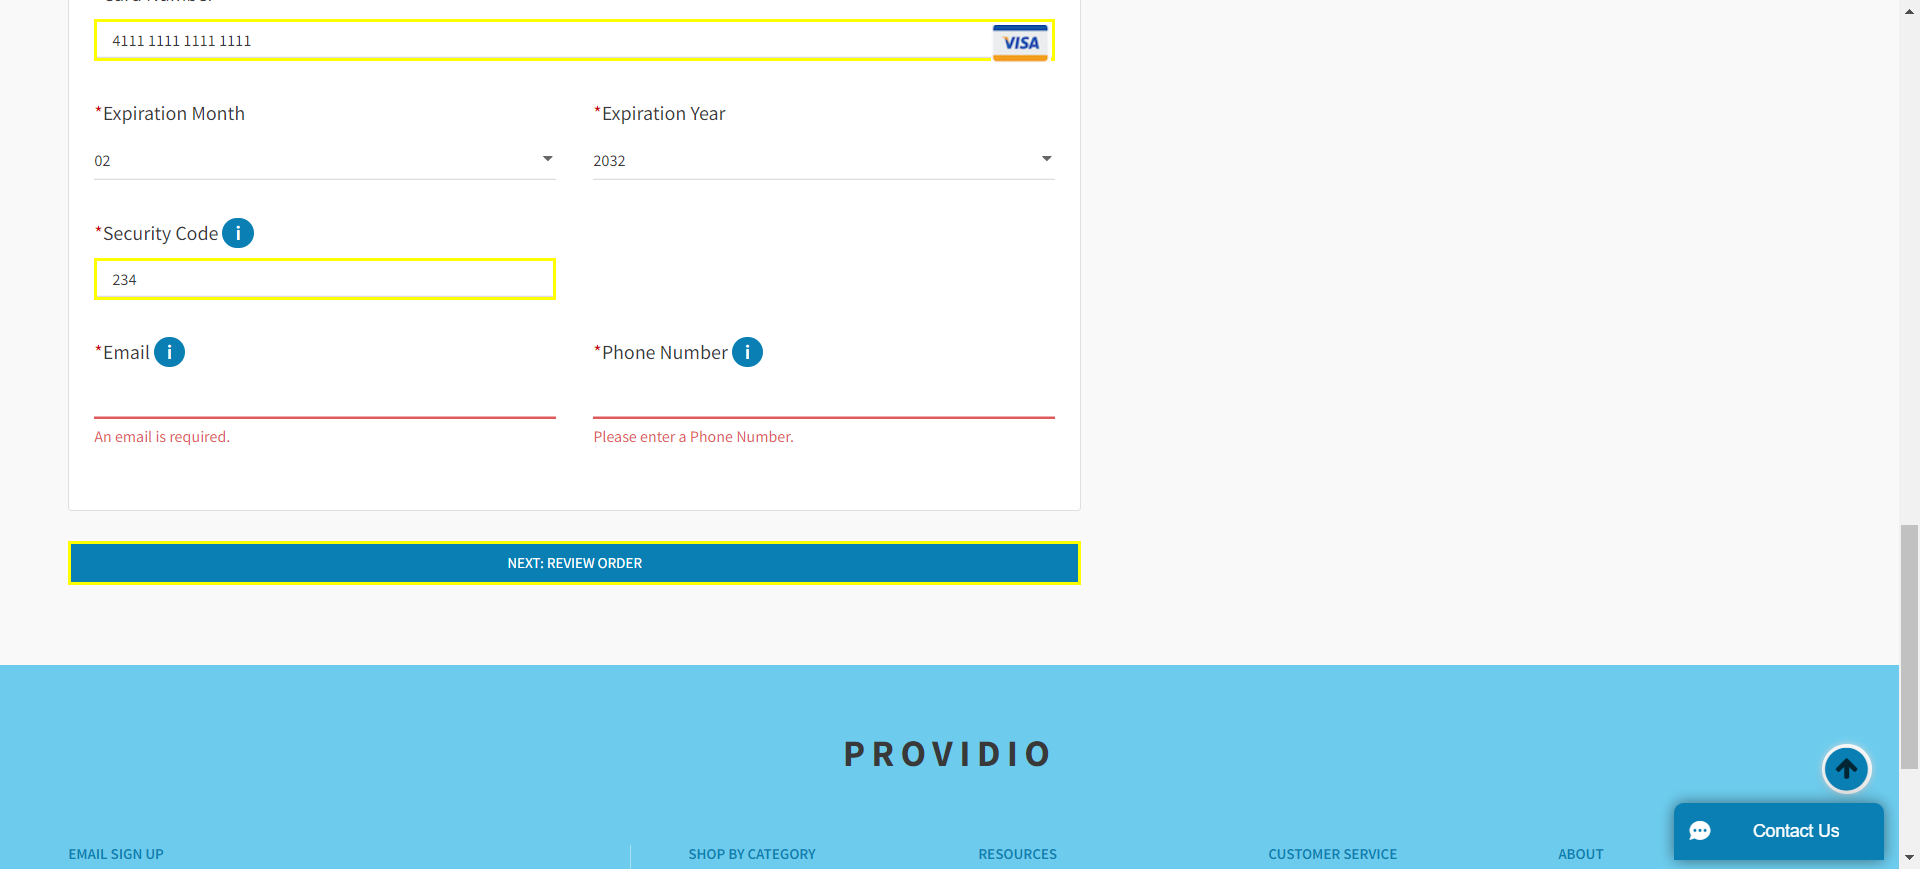 4111 1111 1111 1111
VISA
*Expiration Month
*Expiration Year
02
2032
*Security Code i
234
*Email i
*Phone Number i
An email is required.
Please enter a Phone Number.
NEXT: REVIEW ORDER
PROVIDIO
Contact Us
EMAIL SIGN UP
SHOP BY CATEGORY
RESOURCES
CUSTOMER SERVICE
ABOUT